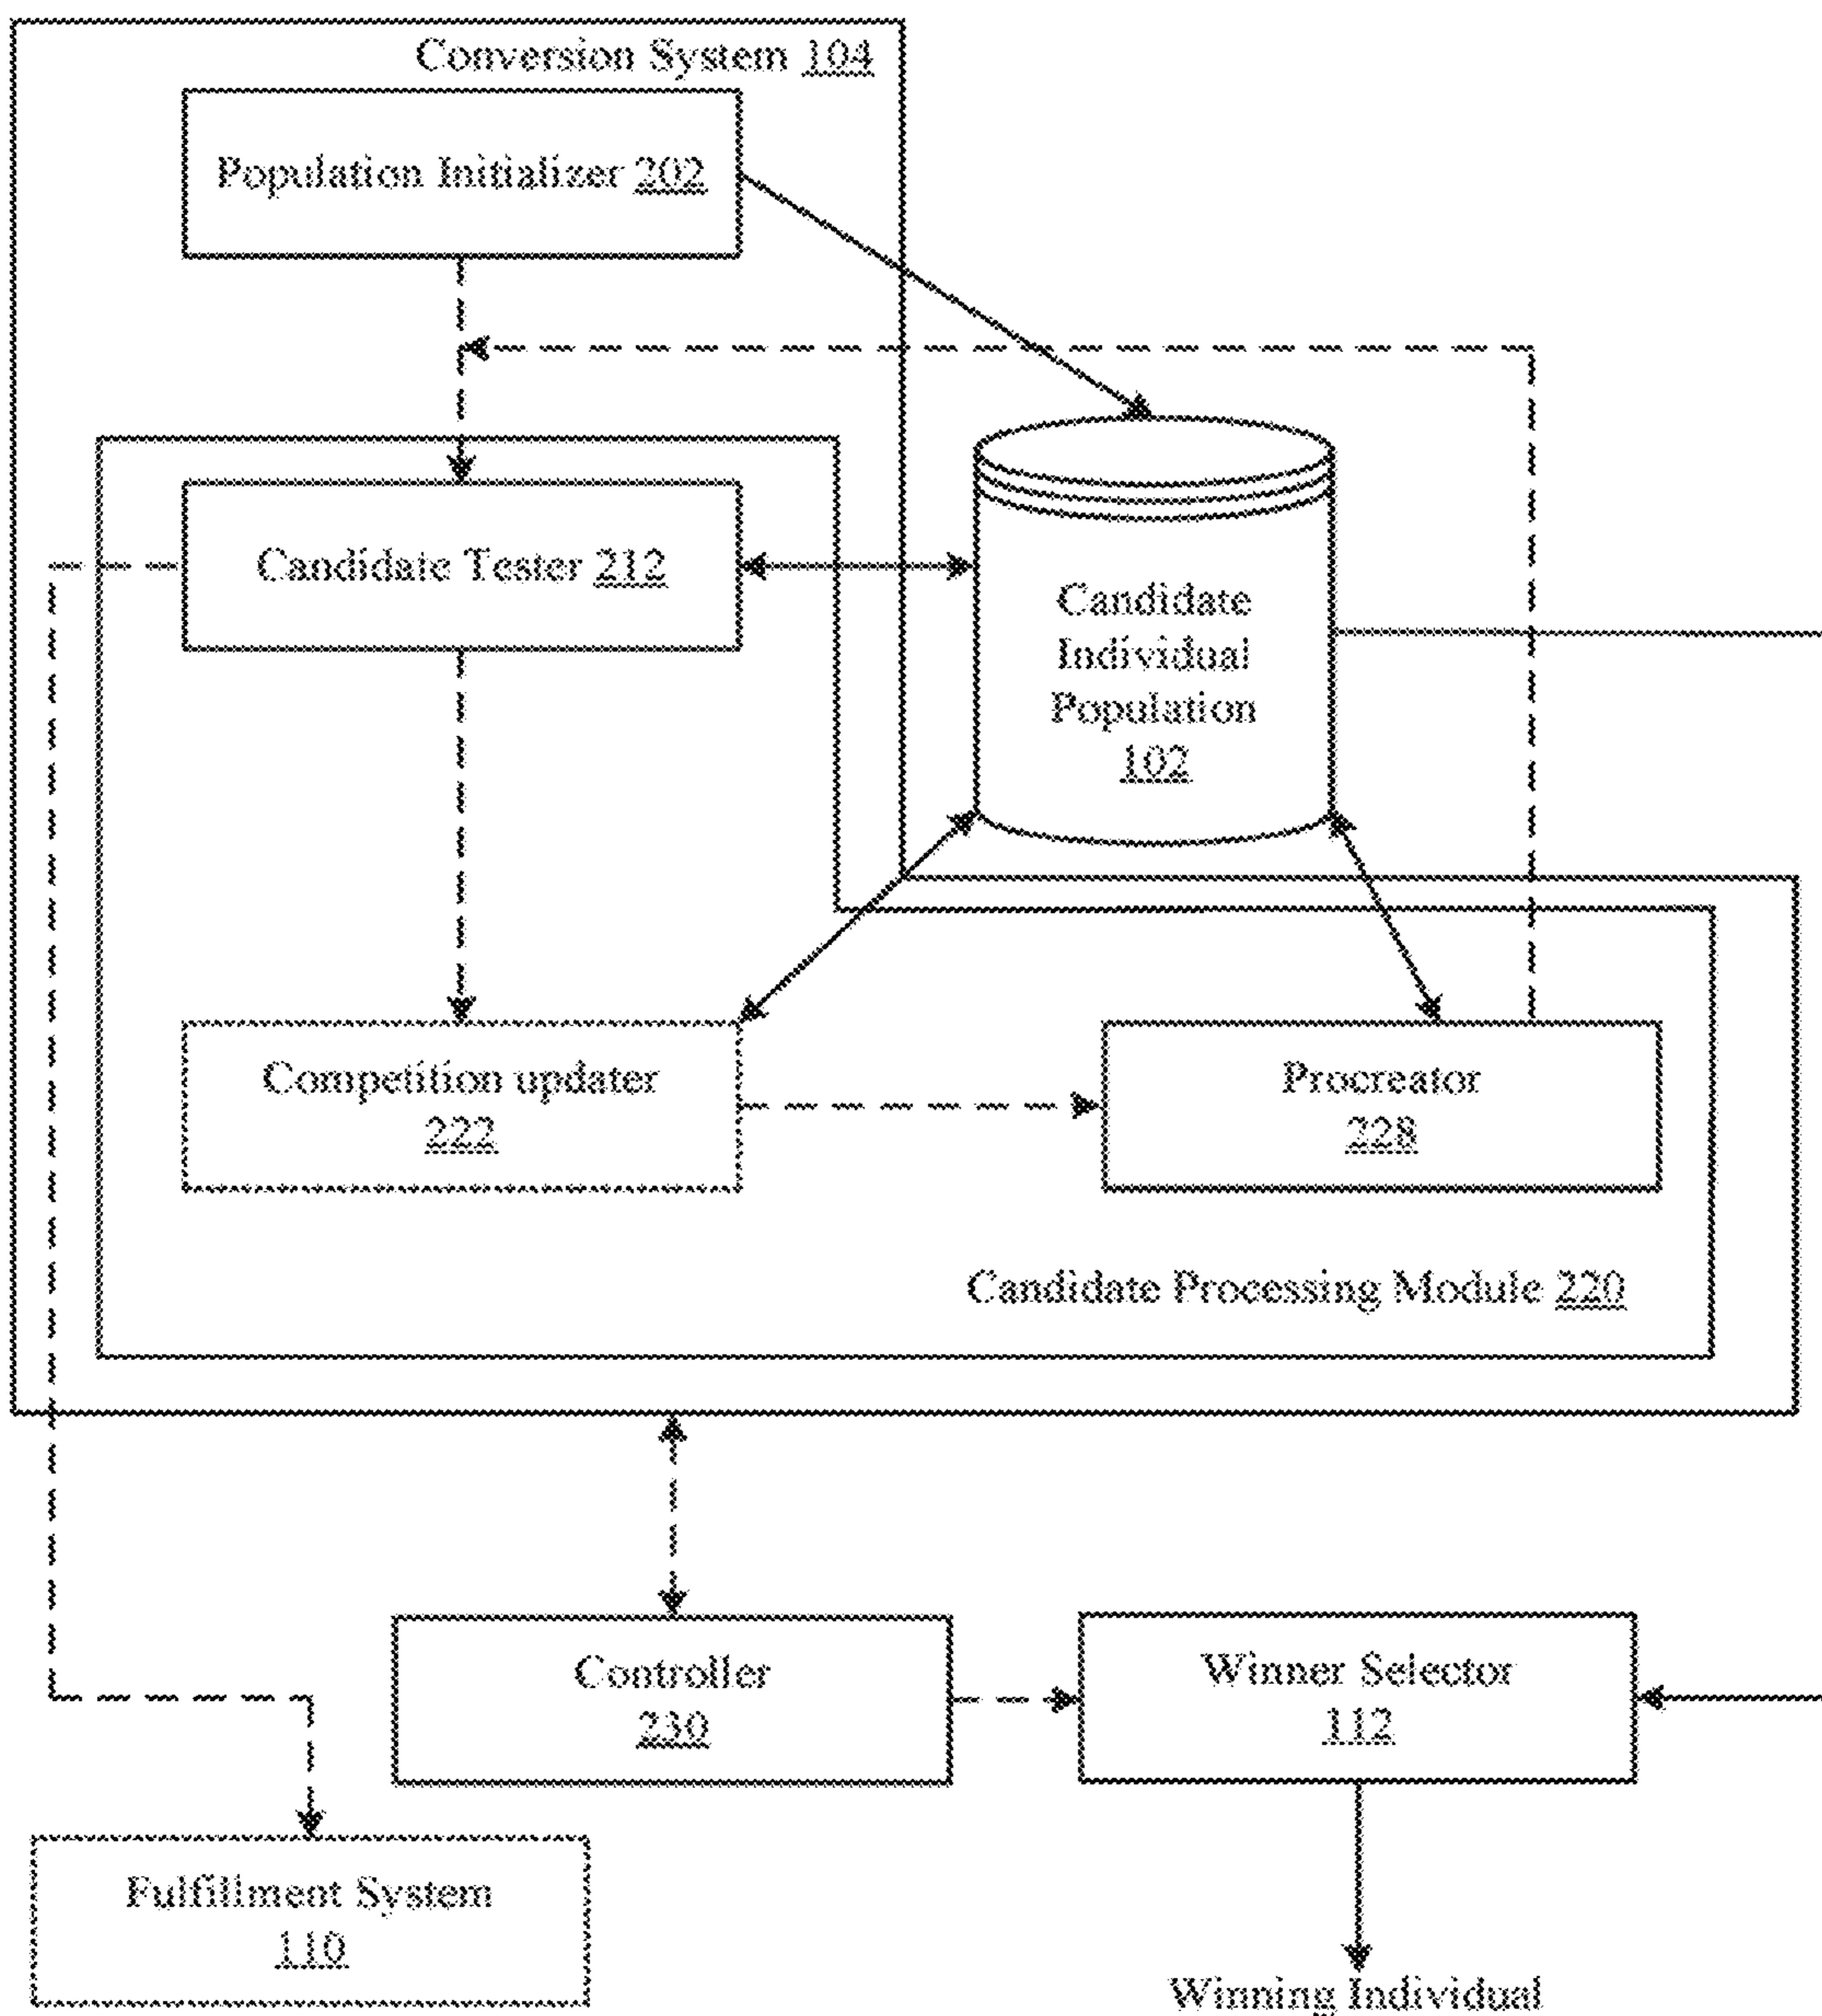 Conversion System 104
Population Initializer 202
Candidate Tester 212
Candidate
Individual
Population
102
Competition updater
222
Procreator
228
Candidate Processing Module 220
Controller
230
Winner Selector
112
Fulfillment System
110
Winning Individual